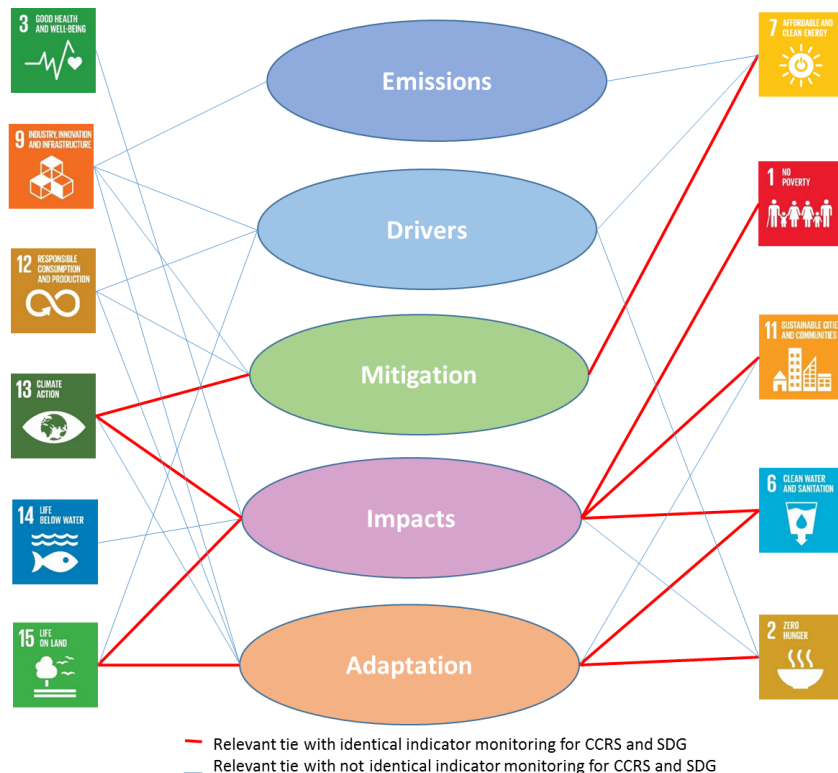 3 GOOD HEALTH
AND WELL-BEING
9 INDUSTRY, INNOVATION
AND INFRASTRUCTURE
12 RESPONSIBLE
CONSUMPTION
AND PRODUCTION
13 CLIMATE
ACTION
14 LIFE
BELOW WATER
15 LIFE
ON LAND
Emissions
Drivers
Mitigation
Impacts
Adaptation
7 AFFORDABLE AND
CLEAN ENERGY
1 NO
POVERTY
11 SUSTAINABLE CITIES
AND COMMUNITIES
6 CLEAN WATER
AND SANITATION
2 ZERO
HUNGER
Relevant tie with identical indicator monitoring for CCRS and SDG
Relevant tie with not identical indicator monitoring for CCRS and SDG